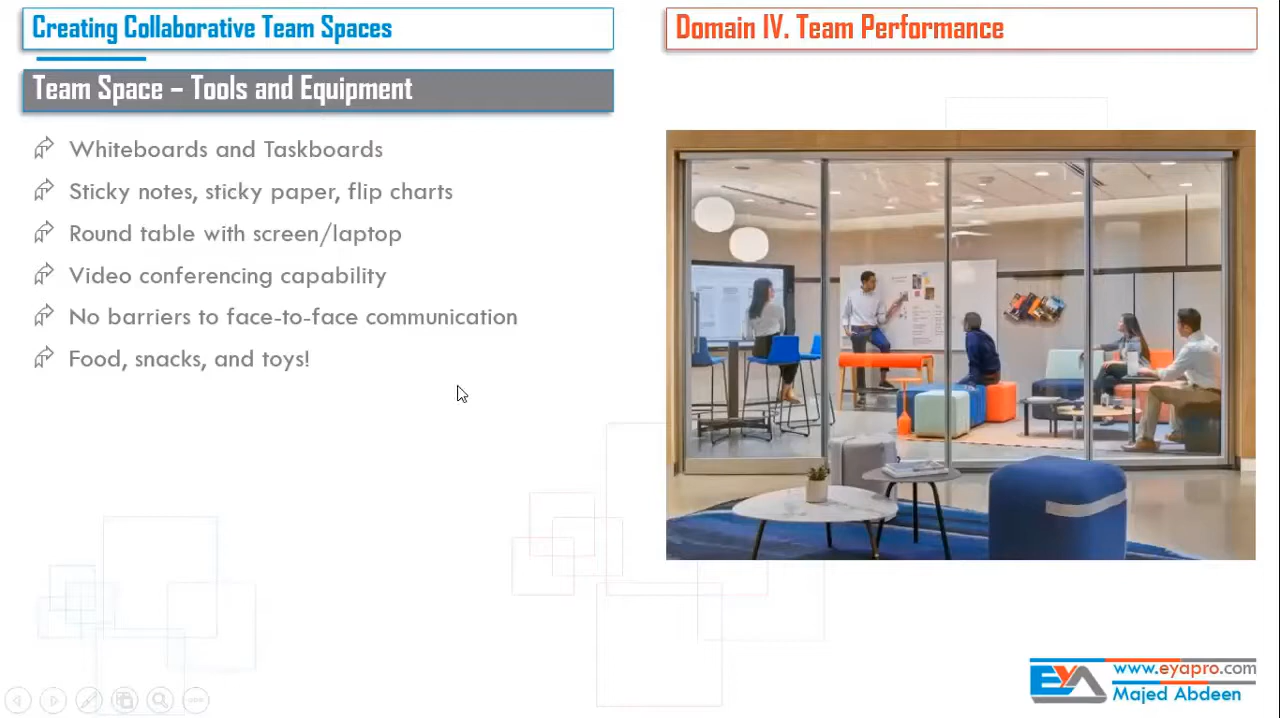 Creating Collaborative Team Spaces
Domain IV. Team Performance
Team Space – Tools and Equipment
Whiteboards and Taskboards
Sticky notes, sticky paper, flip charts
Round table with screen/laptop
Video conferencing capability
No barriers to face-to-face communication
Food, snacks, and toys!
EYA
www.eyapro.com
Majed Abdeen